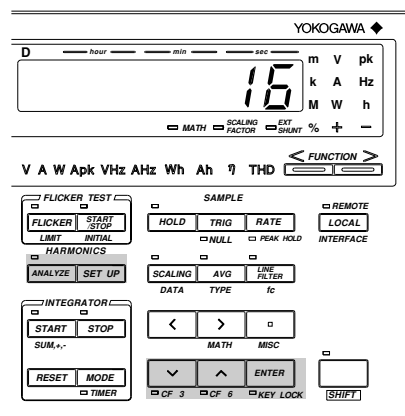 YOKOGAWA
D hour min sec
m V pk
16
k A Hz
M W h
MATH SCALING FACTOR EXT SHUNT % + −
< FUNCTION >
V A W Apk VHz AHz Wh Ah η THD
FLICKER TEST SAMPLE
REMOTE
FLICKER START /STOP HOLD TRIG RATE LOCAL
LIMIT INITIAL NULL PEAK HOLD INTERFACE
HARMONICS
ANALYZE SET UP SCALING AVG LINE FILTER
DATA TYPE fc
INTEGRATOR
START STOP < >
SUM,+,- MATH MISC
RESET MODE ENTER
TIMER CF 3 CF 6 KEY LOCK SHIFT